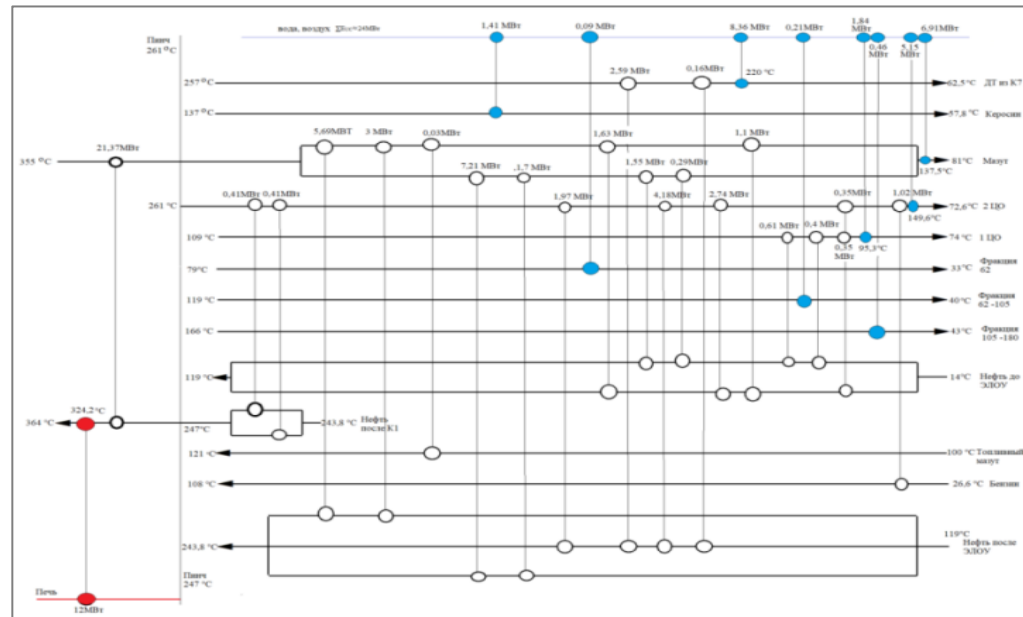 вода, воздух
1,41 МВт
0,09 МВт
8,36 МВт
0,21МВт
1,84
МВт
0,46
МВт
5,15
МВт
6,91МВт
Пинч
261 °C
257 °C
2,59 МВт
0,16МВт
220 °C
62,5°C
ДТ из К7
137 °C
57,8 °C
Керосин
355 °C
21,37МВт
5,69МВТ
3 МВт
0,03МВт
1,63 МВт
1,1МВт
7,21 МВт
,1,7 МВт
1,55 МВт
0,29МВт
81°C
Мазут
137,5°C
261 °C
0,41МВт
0,41МВт
1,97 МВт
4,18МВт
2,74 МВт
0,35МВт
1,02 МВт
72,6°C
2 ЦО
149,6°C
109 °C
0,61 МВт
0,4 МВт
0,35
МВт
95,3°C
74 °C
1 ЦО
79°C
33°C
Фракция
62
119 °C
40°C
Фракция
62 -105
166 °C
43°C
Фракция
105 -180
119 °C
14°C
Нефть до
ЭЛОУ
364 °C
324,2°C
247°C
243,8 °C
Нефть
после К1
121 °C
100 °C
Топливный
мазут
108 °C
26,6 °C
Бензин
243,8 °C
119°C
Нефть после
ЭЛОУ
Пинч
247 °C
Печь
12МВт